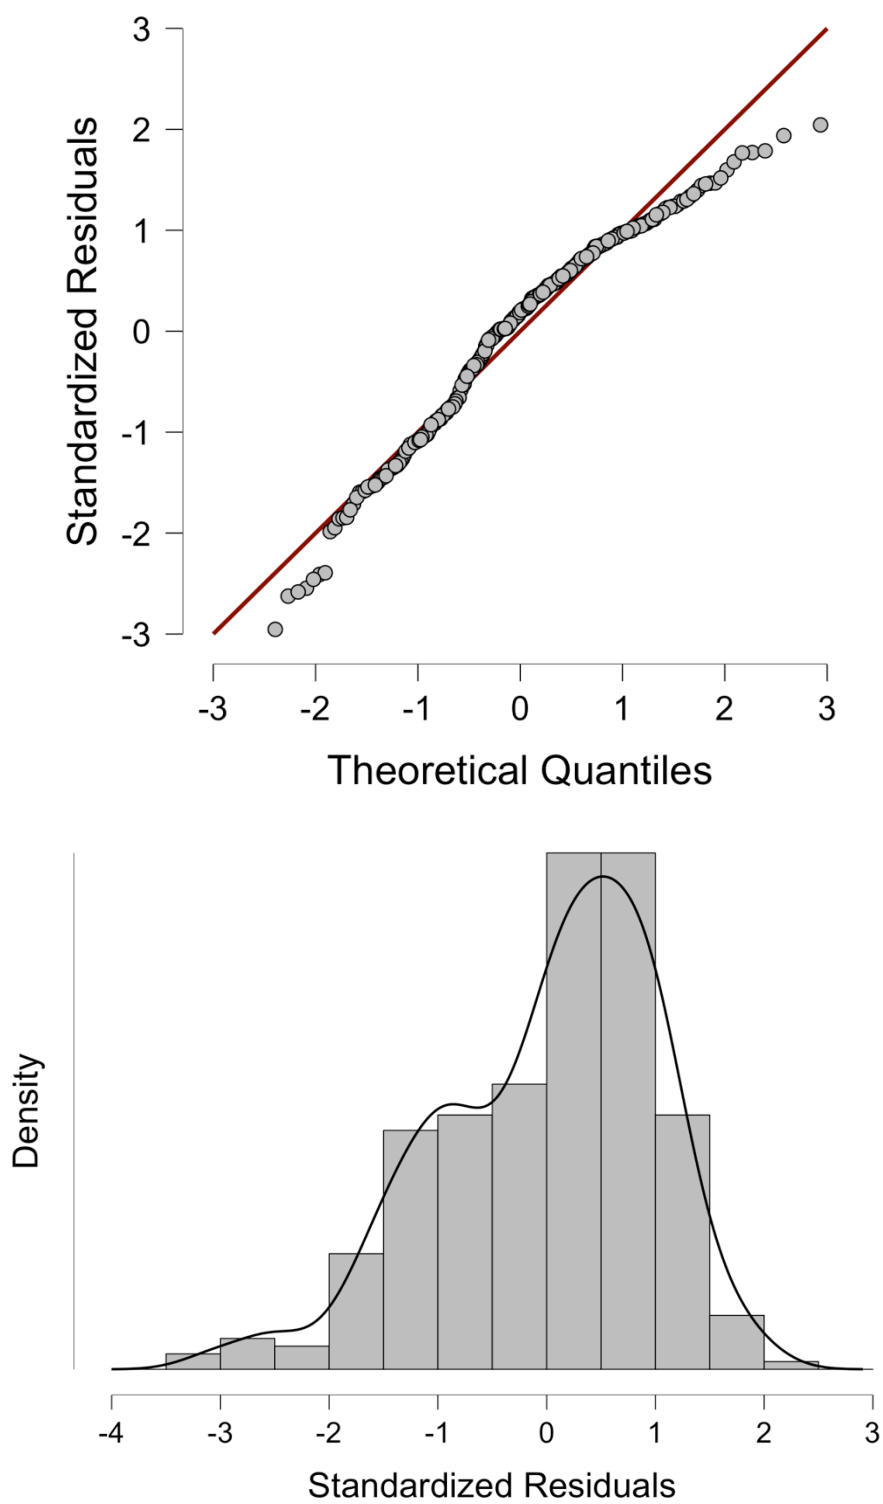 3
2
1
0
-1
-2
-3
Standardized Residuals
-3 -2 -1 0 1 2 3
Theoretical Quantiles
Density
-4 -3 -2 -1 0 1 2 3
Standardized Residuals